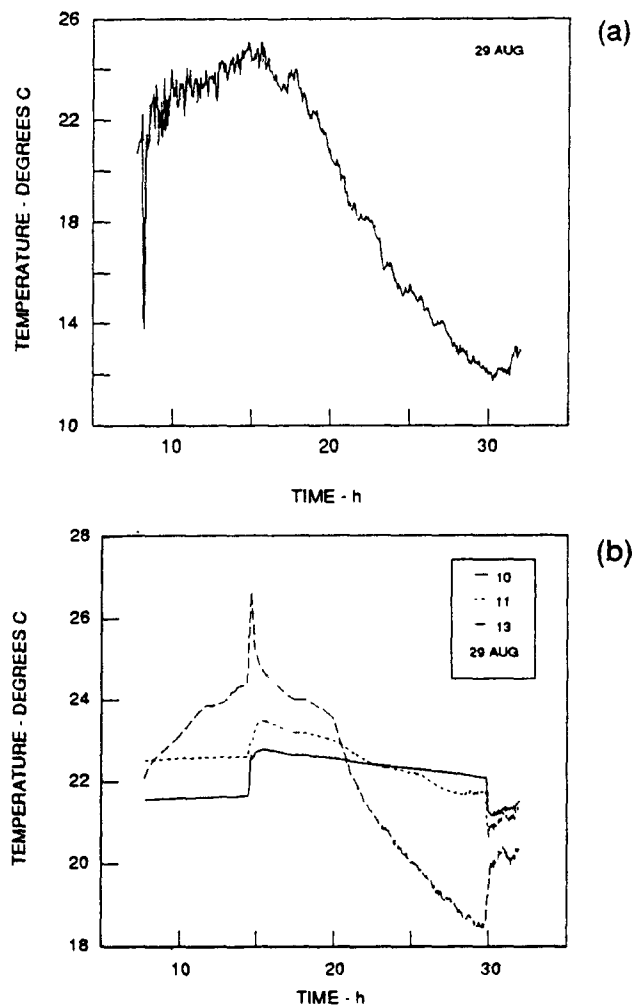 (a)
29 AUG
26
22
18
14
10
TEMPERATURE - DEGREES C
10
20
30
TIME - h
(b)
28
26
24
22
20
18
TEMPERATURE - DEGREES C
10
11
13
29 AUG
10
20
30
TIME - h